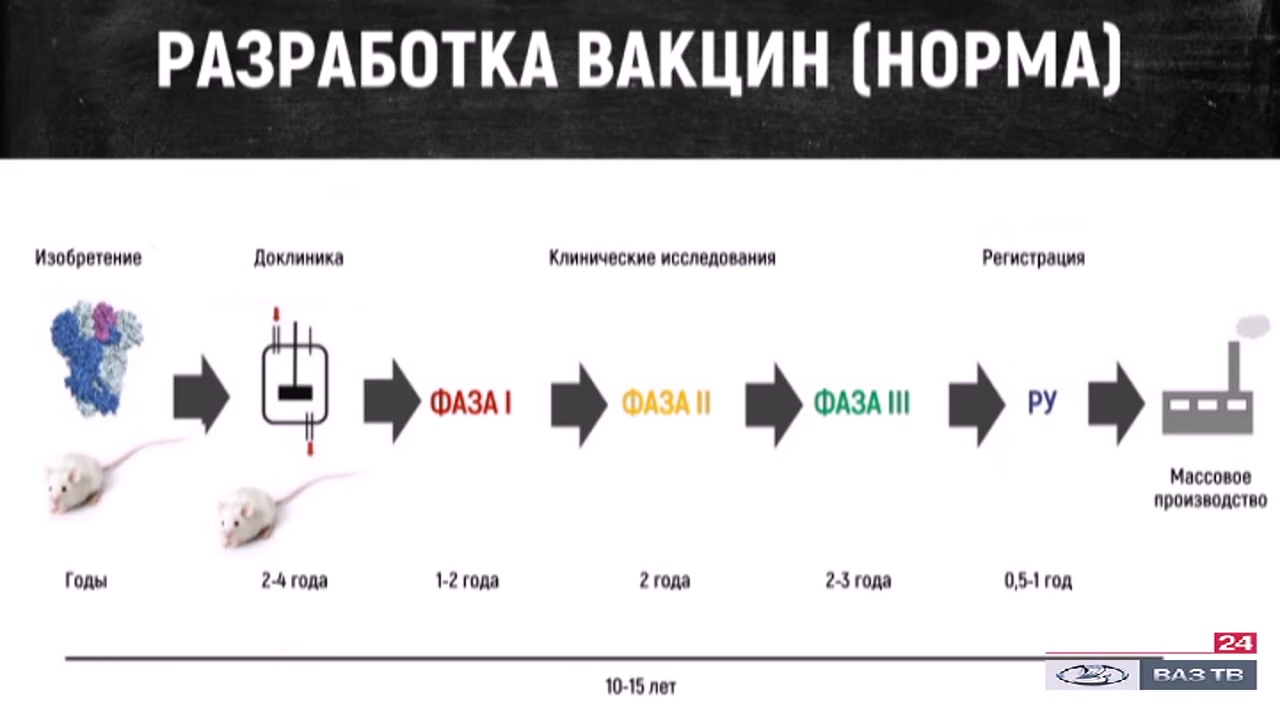 РАЗРАБОТКА ВАКЦИН (НОРМА)
Изобретение
Доклиника
Клинические исследования
Регистрация
ФАЗА I
ФАЗА II
ФАЗА III
РУ
Массовое
производство
Годы
2-4 года
1-2 года
2 года
2-3 года
0,5-1 год
10-15 лет
24
ВАЗ ТВ